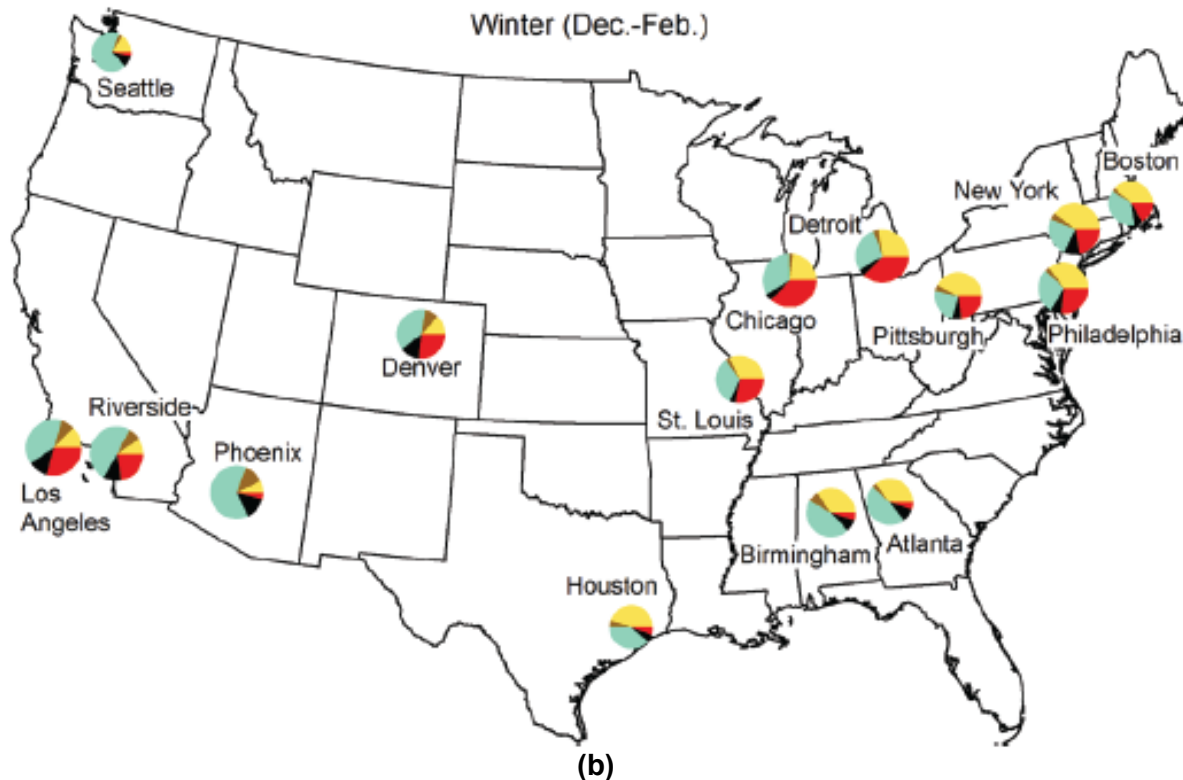 Winter (Dec.-Feb.)
Seattle
Boston
New York
Detroit
Chicago
Pittsburgh
Philadelphia
Denver
St. Louis
Riverside
Phoenix
Los
Angeles
Birmingham
Atlanta
Houston
(b)